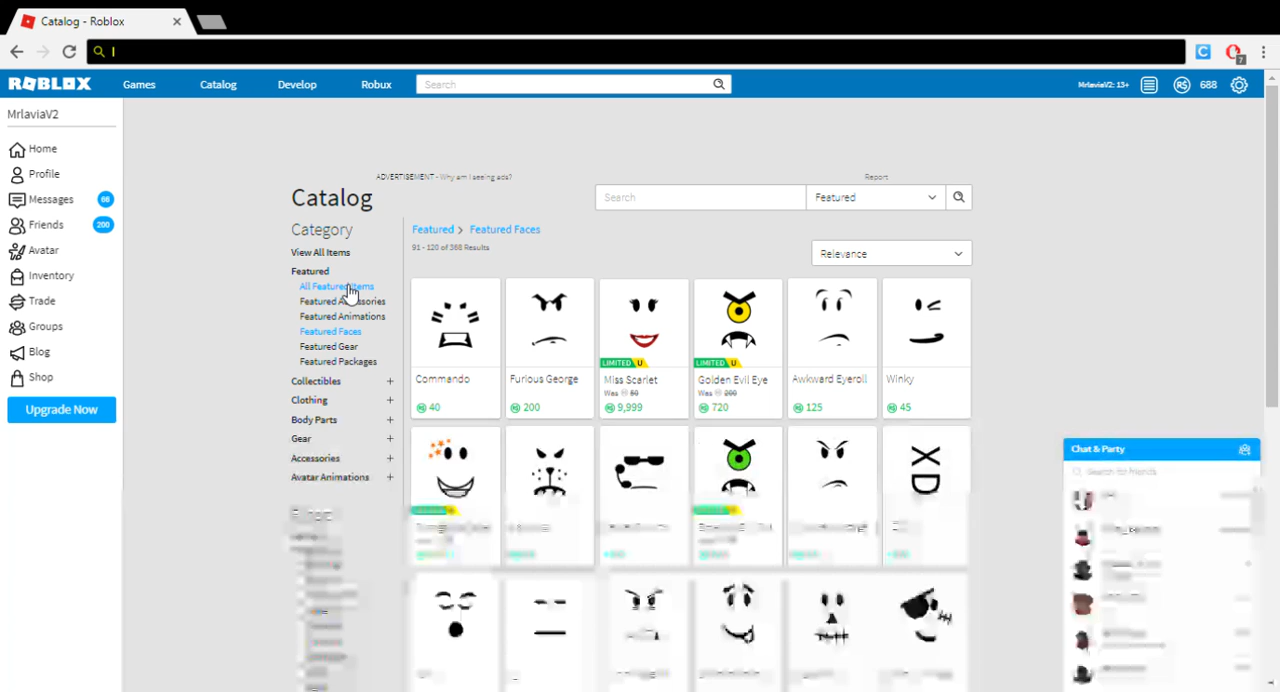 Catalog - Roblox
7
ROBLOX Games Catalog Develop Robux Search MrlaviaV2: 13+ 688
MrlaviaV2
Home
Profile
Messages
Friends 200
Avatar
Inventory
Trade
Groups
Blog
Shop
Upgrade Now
ADVERTISEMENT - Why am I seeing ads? Report
Catalog
Search Featured
Category
View All Items
Featured
All Featured Items
Featured
Featured Animations
Featured Faces
Featured Gear
Featured Packages
Collectibles +
Clothing +
Body Parts +
Gear +
Accessories +
Avatar Animations +
Featured > Featured Faces
91 - 120 of 368 Results
Relevance
Commando
40
Furious George
200
LIMITED U
Miss Scarlet
Was 50
9,999
LIMITED U
Golden Evil Eye
Was 200
720
Awkward Eyeroll
125
Winky
45
Chat & Party
Search for friends